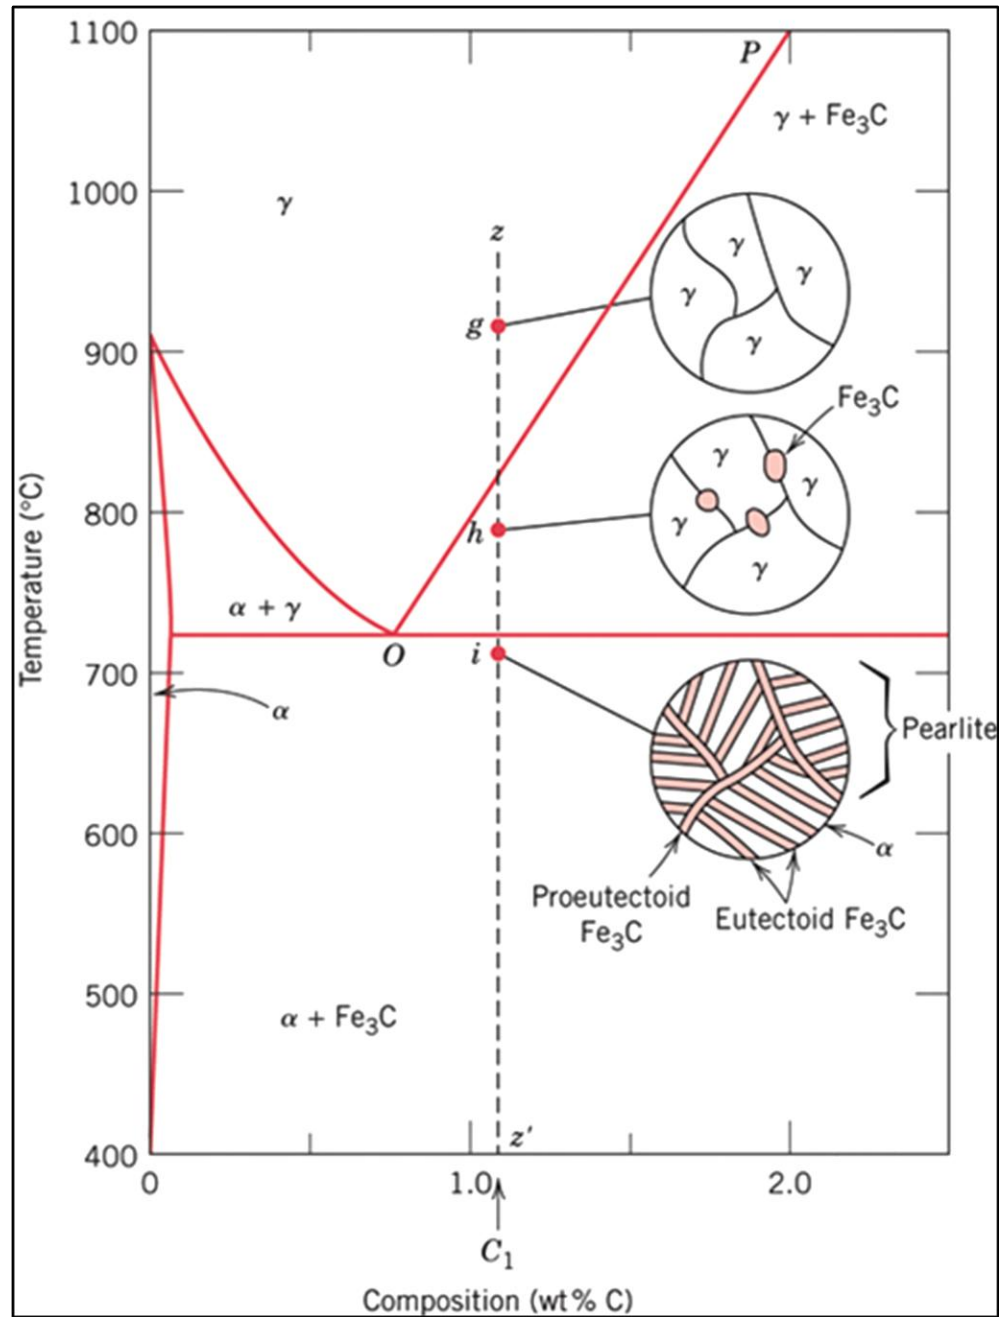 1100
P
γ + Fe₃C
1000
γ
z
γ
γ
γ
g
γ
900
Fe₃C
γ
γ
800
h
γ
γ
Temperature (°C)
α + γ
O
i
700
α
Pearlite
600
α
Proeutectoid
Fe₃C
Eutectoid Fe₃C
500
α + Fe₃C
z'
400
0
1.0
2.0
C₁
Composition (wt% C)